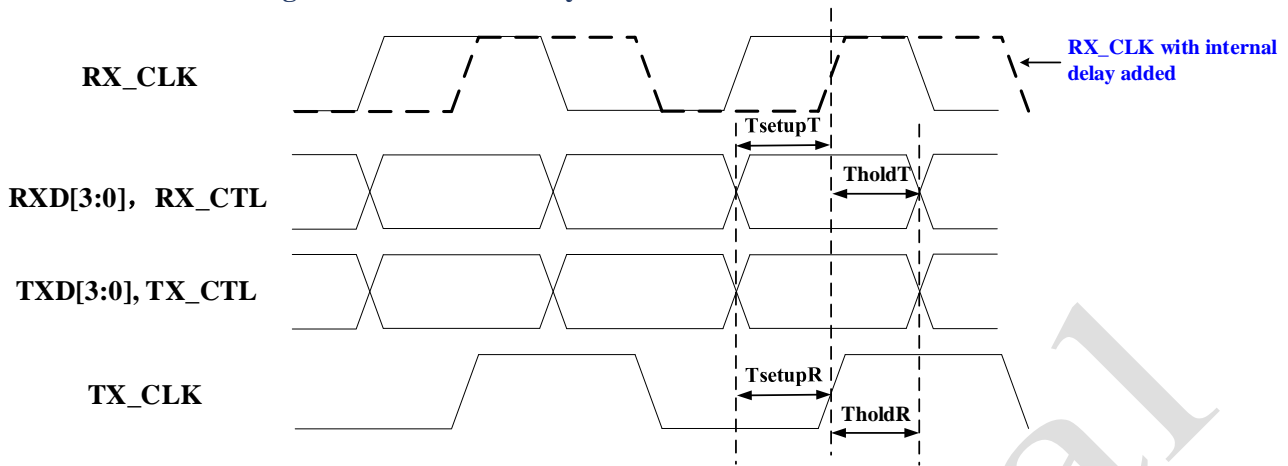 RX_CLK with internal
delay added
RX_CLK
TsetupT
TholdT
RXD[3:0]，RX_CTL
TXD[3:0], TX_CTL
TsetupR
TX_CLK
TholdR